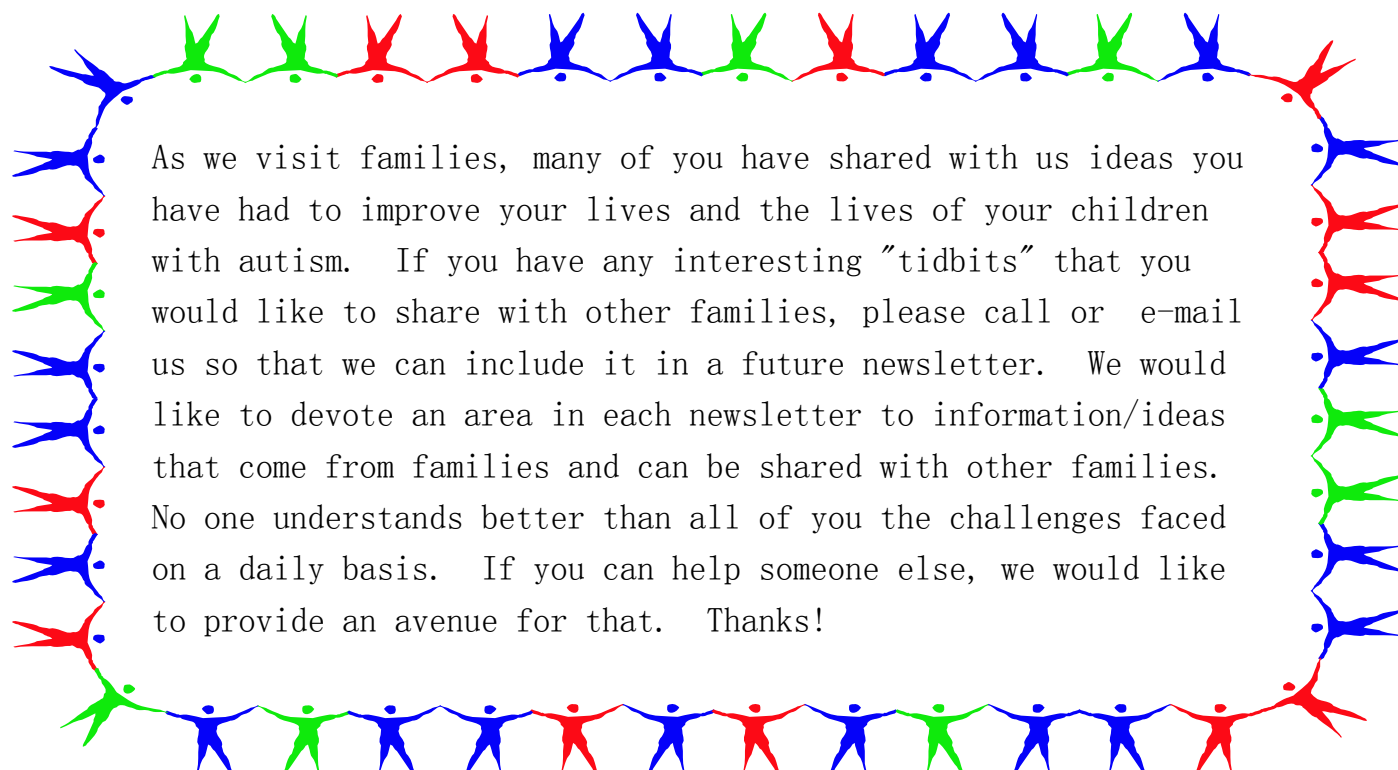 As we visit families, many of you have shared with us ideas you
have had to improve your lives and the lives of your children
with autism.  If you have any interesting "tidbits" that you
would like to share with other families, please call or  e-mail
us so that we can include it in a future newsletter.  We would
like to devote an area in each newsletter to information/ideas
that come from families and can be shared with other families.
No one understands better than all of you the challenges faced
on a daily basis.  If you can help someone else, we would like
to provide an avenue for that.  Thanks!